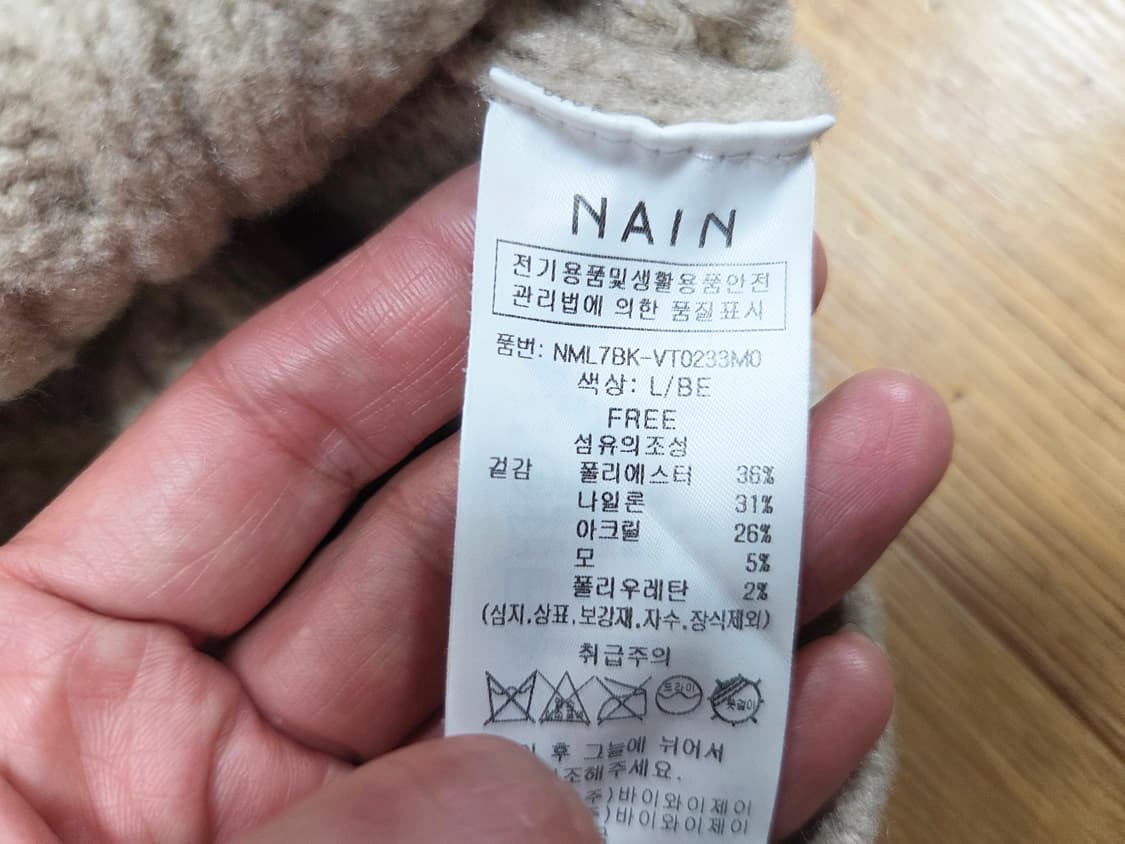 NAIN
전기용품및생활용품안전
관리법에 의한 품질표시
품번: NML7BK-VT0233M0
색상: L/BE
FREE
섬유의조성
겉감 폴리에스터 36%
나일론 31%
아크릴 26%
모 5%
폴리우레탄 2%
(심지,상표,보강재,자수,장식제외)
취급주의
드라이 옷걸이
후 그늘에 뉘어서
조해주세요.
주)바이와이제이
주)바이와이제이